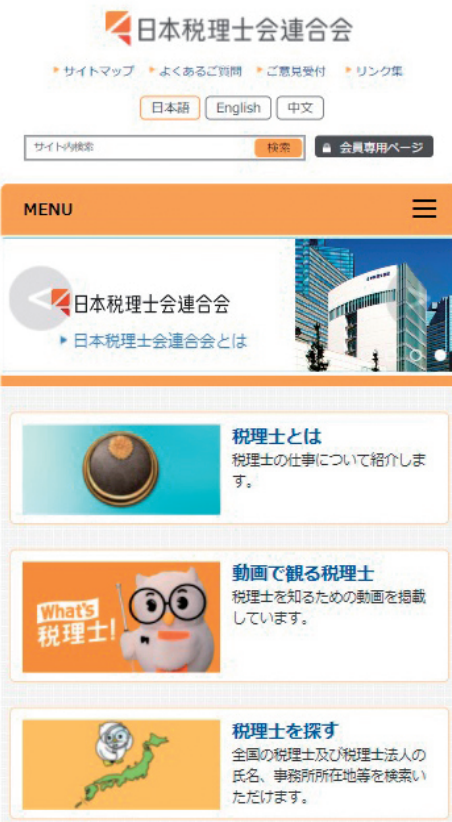 日本税理士会連合会
サイトマップ よくあるご質問 ご意見受付 リンク集
日本語 English 中文
サイト内検索 検索 会員専用ページ
MENU
日本税理士会連合会
日本税理士会連合会とは
税理士とは
税理士の仕事について紹介しま
す。
動画で観る税理士
税理士を知るための動画を掲載
しています。
What's
税理士!
税理士を探す
全国の税理士及び税理士法人の
氏名、事務所所在地等を検索い
ただけます。